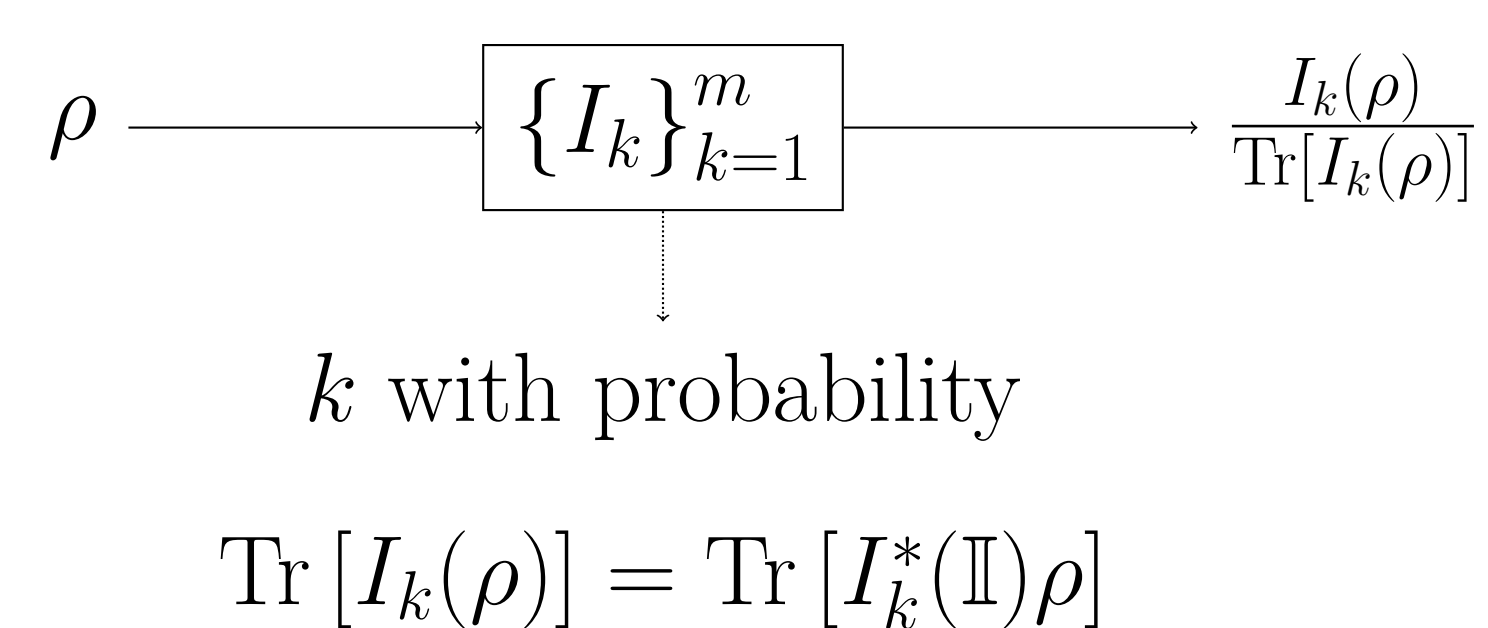 ρ {I_k}_{k=1}^m I_k(ρ) / Tr[I_k(ρ)]
k with probability
Tr [I_k(ρ)] = Tr [I_k^*(𝕀)ρ]